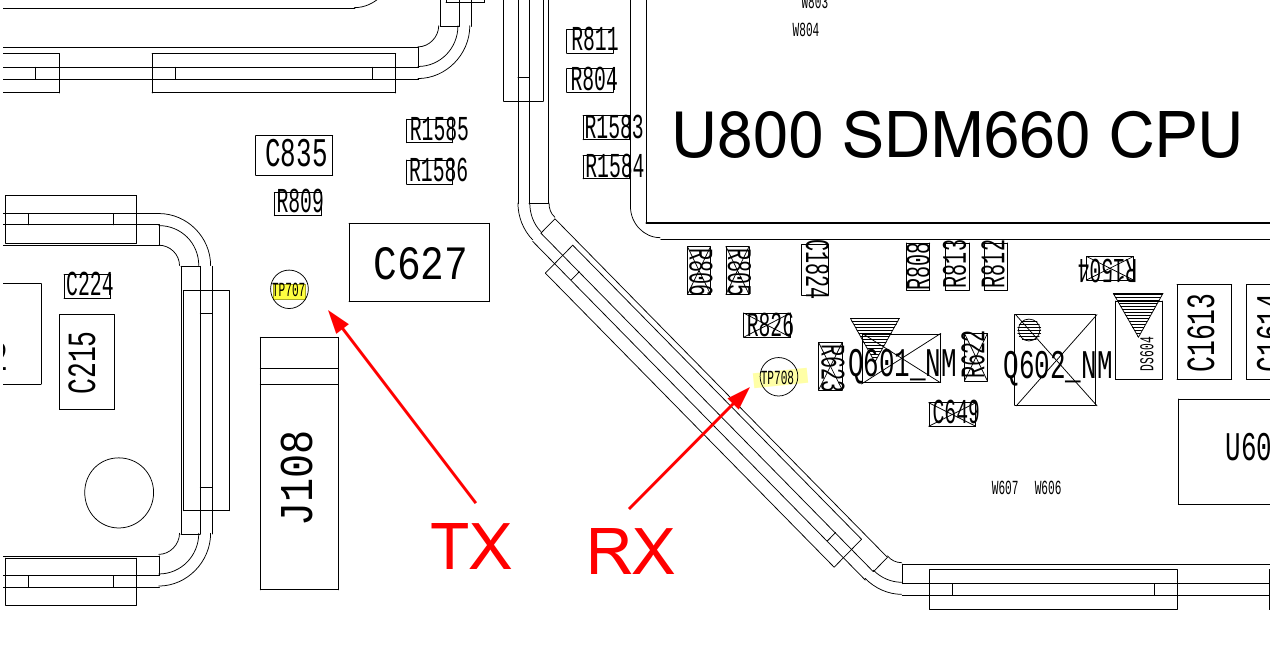 W803
W804
R811
R804
R1585
R1583
U800 SDM660 CPU
C835
R1586
R1584
R809
C627
R806
R805
C1824
R808
R813
R812
R1504
C224
TP707
C215
R826
R623
Q601_NM
R622
Q602_NM
DS604
C1613
C1614
TP708
C649
J108
U60
W607 W606
TX
RX